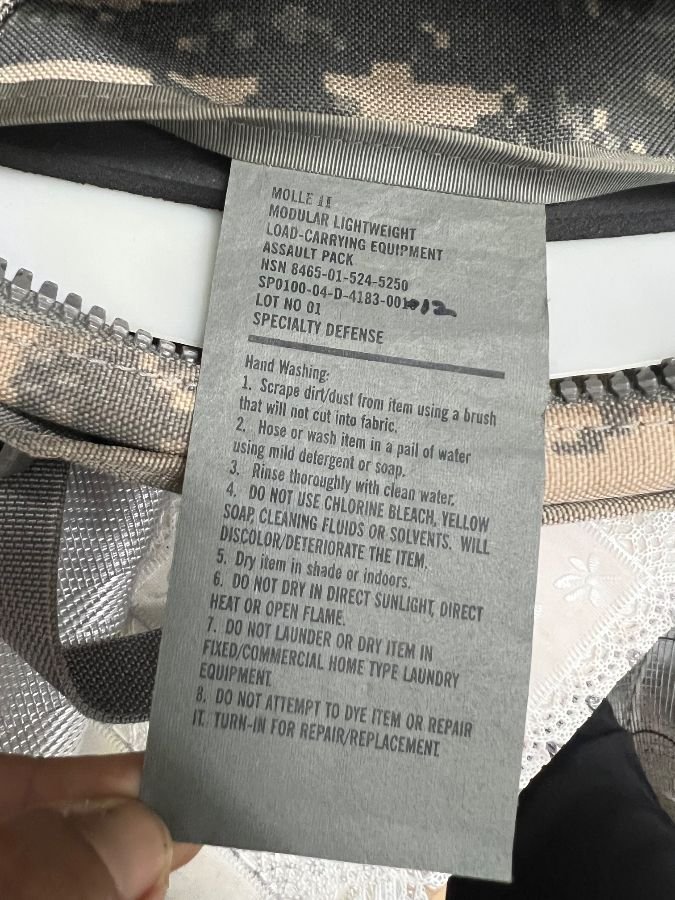 MOLLE II
MODULAR LIGHTWEIGHT
LOAD-CARRYING EQUIPMENT
ASSAULT PACK
NSN 8465-01-524-5250
SP0100-04-D-4183-001012
LOT NO 01
SPECIALTY DEFENSE
Hand Washing:
1. Scrape dirt/dust from item using a brush
that will not cut into fabric.
2. Hose or wash item in a pail of water
using mild detergent or soap.
3. Rinse thoroughly with clean water.
4. DO NOT USE CHLORINE BLEACH, YELLOW
SOAP, CLEANING FLUIDS OR SOLVENTS. WILL
DISCOLOR/DETERIORATE THE ITEM.
5. Dry item in shade or indoors.
6. DO NOT DRY IN DIRECT SUNLIGHT, DIRECT
HEAT OR OPEN FLAME.
7. DO NOT LAUNDER OR DRY ITEM IN
FIXED/COMMERCIAL HOME TYPE LAUNDRY
EQUIPMENT.
8. DO NOT ATTEMPT TO DYE ITEM OR REPAIR
IT. TURN-IN FOR REPAIR/REPLACEMENT.